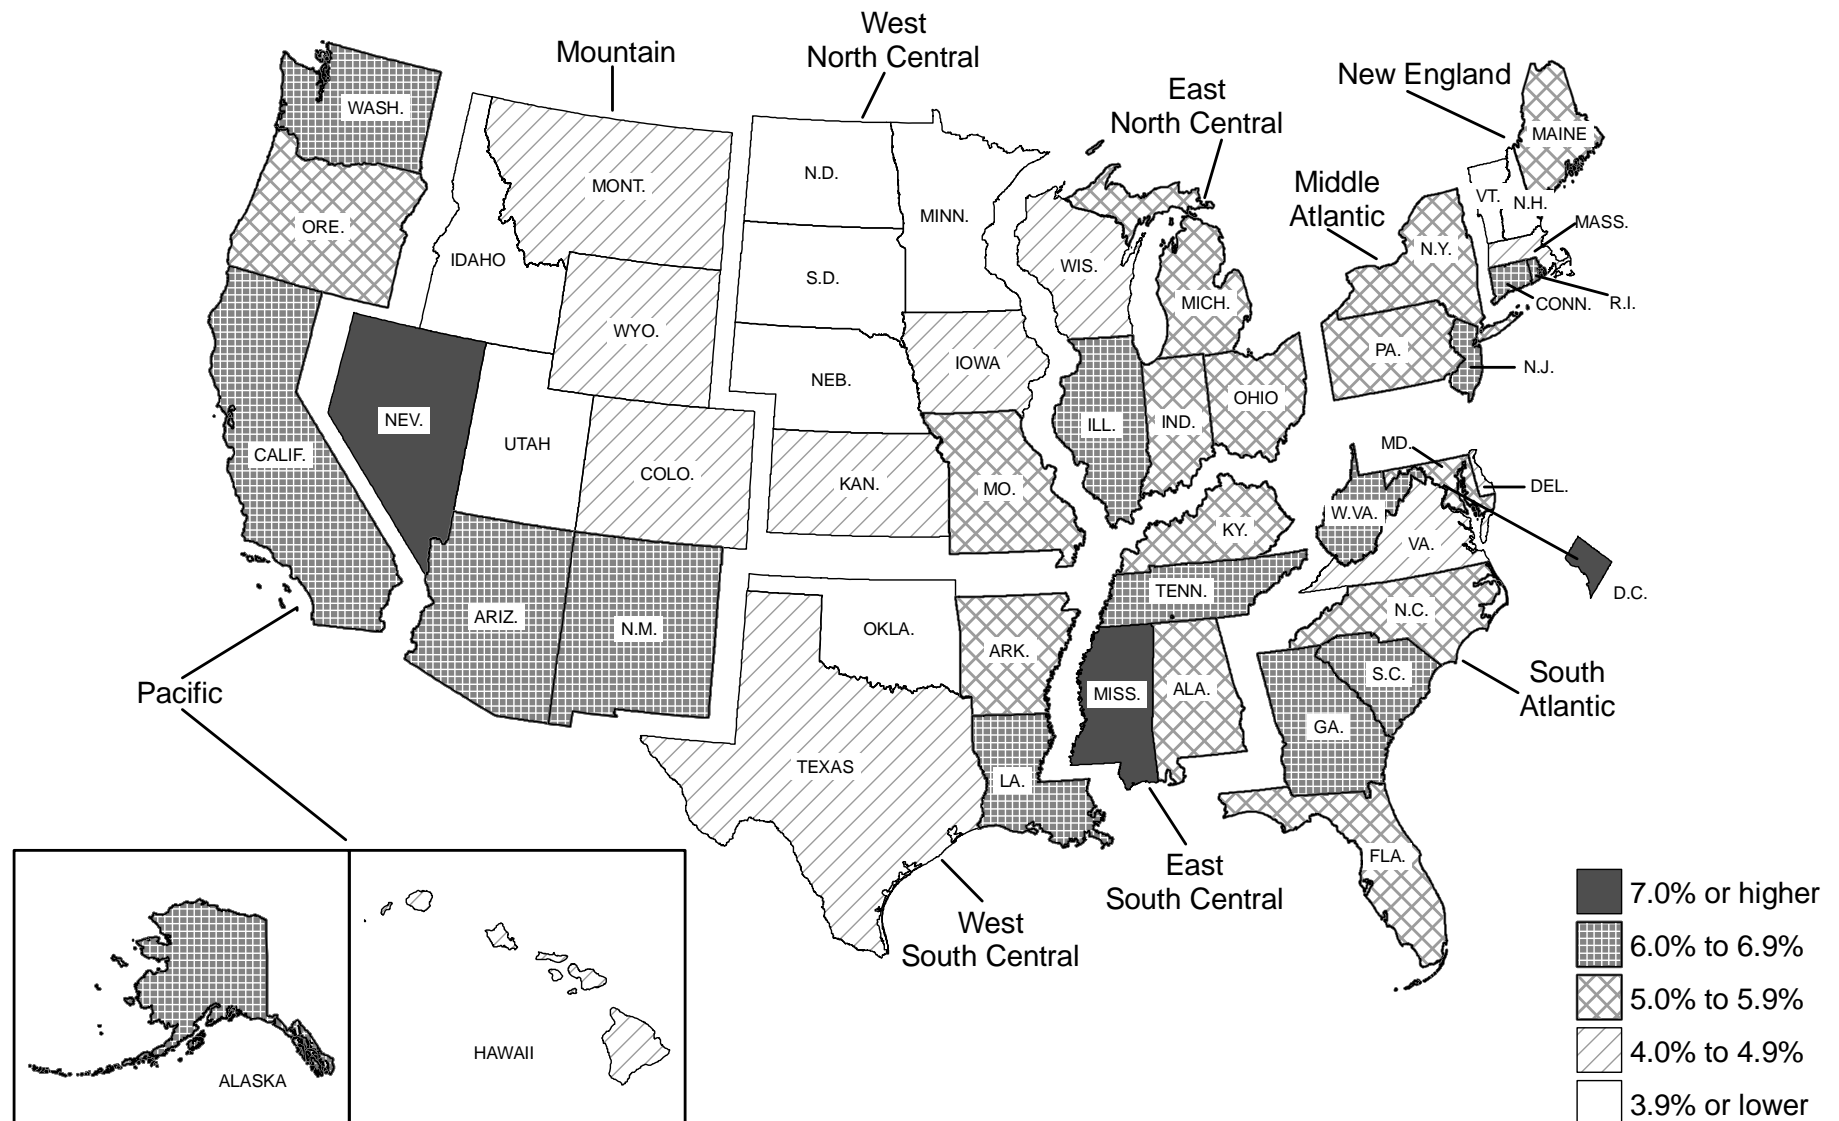 West
North Central
Mountain
New England
East
North Central
WASH.
MAINE
N.D.
MONT.
Middle
Atlantic
VT.
N.H.
MINN.
MASS.
ORE.
N.Y.
IDAHO
WIS.
S.D.
MICH.
CONN.
R.I.
WYO.
PA.
IOWA
N.J.
NEB.
OHIO
NEV.
IND.
ILL.
UTAH
MD.
CALIF.
COLO.
KAN.
MO.
DEL.
W.VA.
KY.
VA.
TENN.
D.C.
N.C.
ARIZ.
N.M.
OKLA.
ARK.
S.C.
South
Atlantic
Pacific
MISS.
ALA.
GA.
TEXAS
LA.
FLA.
East
South Central
West
South Central
7.0% or higher
6.0% to 6.9%
5.0% to 5.9%
4.0% to 4.9%
3.9% or lower
HAWAII
ALASKA